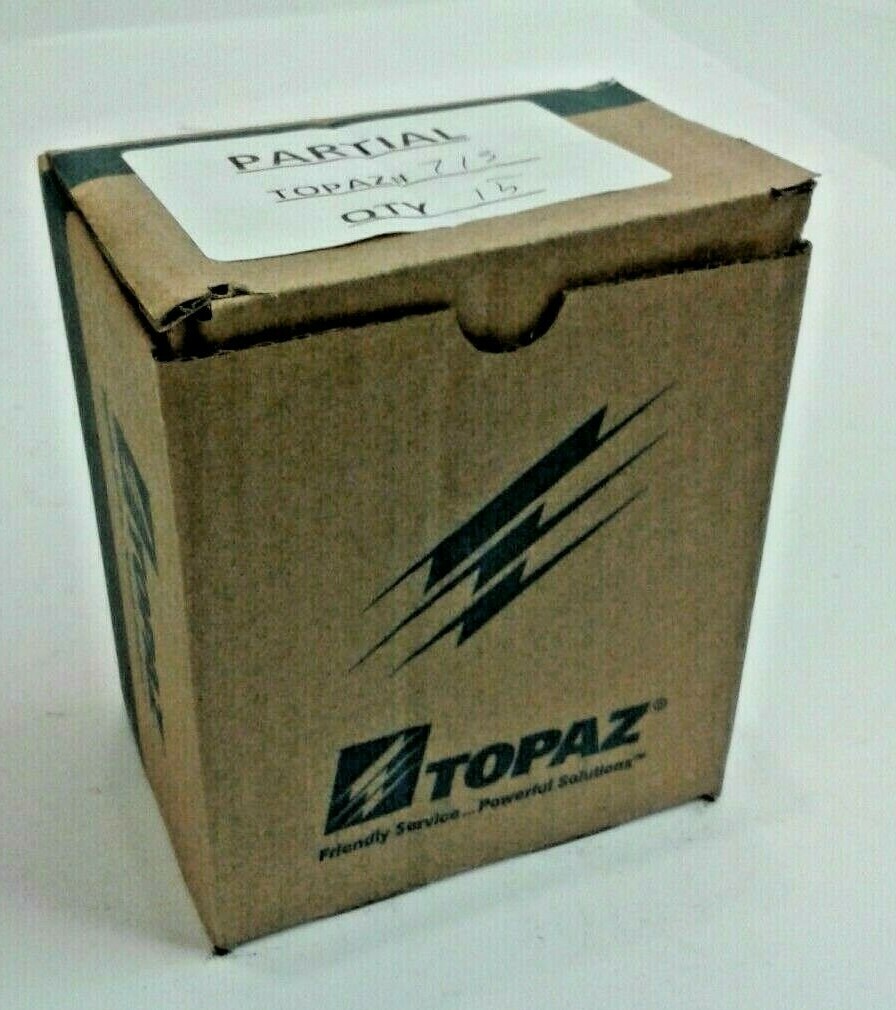 PARTIAL
TOPAZ# 713
QTY 15
TOPAZ®
Friendly Service... Powerful Solutions™